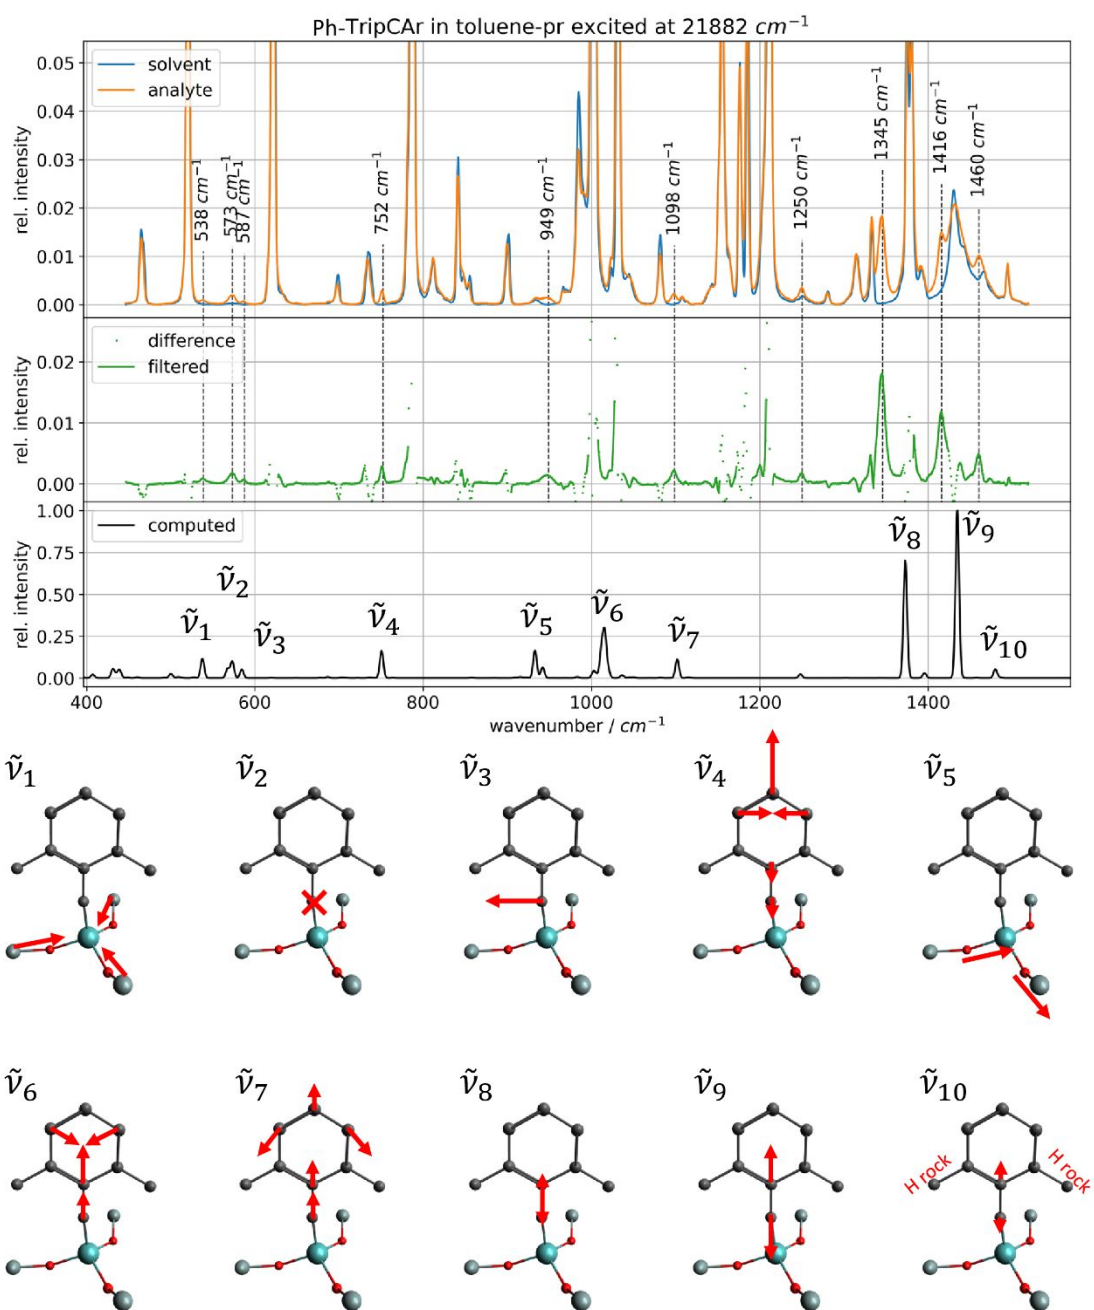 Ph-TripCAr in toluene-pr excited at 21882 cm⁻¹
rel. intensity
0.05
0.04
0.03
0.02
0.01
0.00
solvent
analyte
538 cm⁻¹
573 cm⁻¹
587 cm⁻¹
752 cm⁻¹
949 cm⁻¹
1098 cm⁻¹
1250 cm⁻¹
1345 cm⁻¹
1416 cm⁻¹
1460 cm⁻¹
rel. intensity
0.02
0.01
0.00
difference
filtered
rel. intensity
1.00
0.75
0.50
0.25
0.00
computed
ν̃₁
ν̃₂
ν̃₃
ν̃₄
ν̃₅
ν̃₆
ν̃₇
ν̃₈
ν̃₉
ν̃₁₀
400 600 800 1000 1200 1400
wavenumber / cm⁻¹
ν̃₁ ν̃₂ ν̃₃ ν̃₄ ν̃₅
ν̃₆ ν̃₇ ν̃₈ ν̃₉ ν̃₁₀
H rock
H rock